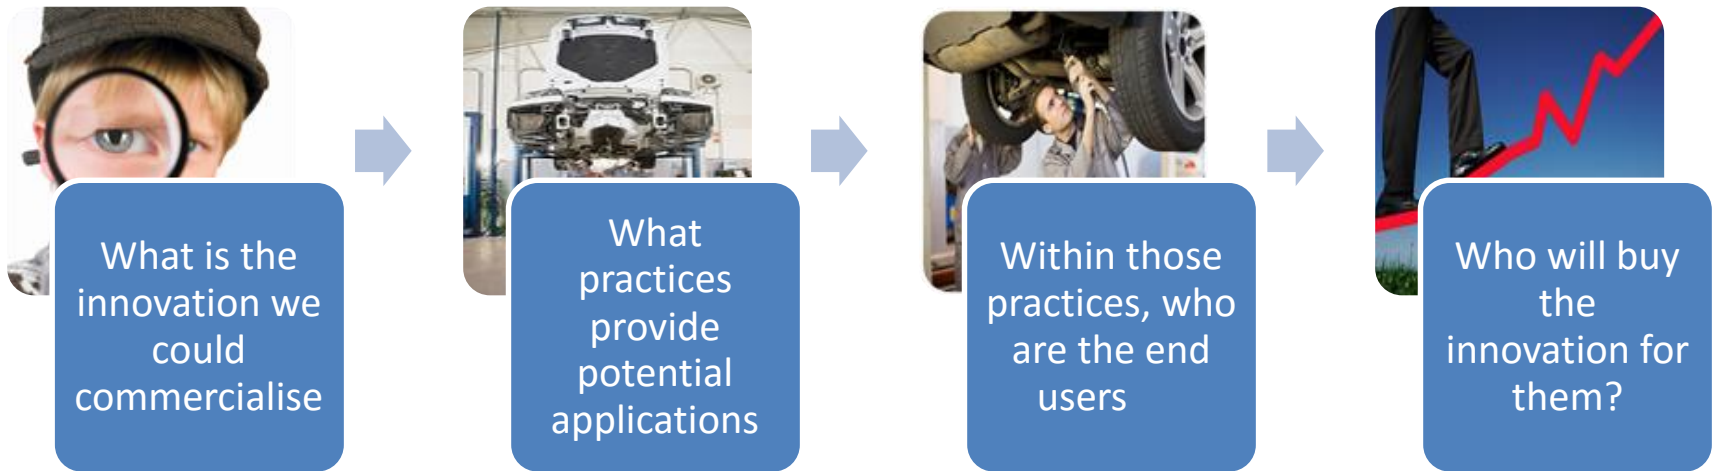 What is the
innovation we
could
commercialise
What
practices
provide
potential
applications
Within those
practices, who
are the end
users
Who will buy
the
innovation for
them?